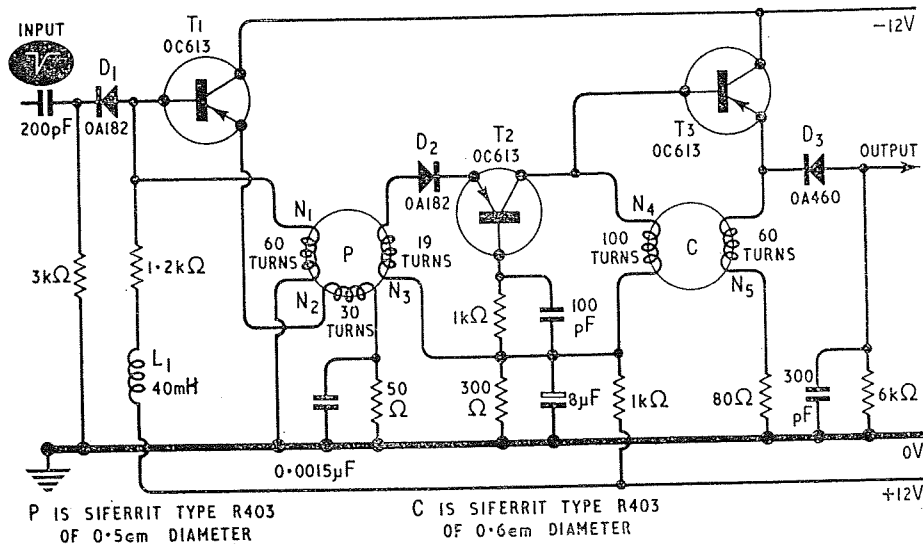 INPUT
200pF
D1
OA182
T1
OC613
−12V
T3
OC613
D2
OA182
T2
OC613
D3
OA460
OUTPUT
3kΩ
1·2kΩ
L1
40mH
N1
60
TURNS
N2
P
30
TURNS
19
TURNS
N3
N4
100
TURNS
C
60
TURNS
N5
1kΩ
100
pF
50
Ω
300
Ω
8μF
1kΩ
80Ω
300
pF
6kΩ
0·0015μF
0V
+12V
P IS SIFERRIT TYPE R403
OF 0·5cm DIAMETER
C IS SIFERRIT TYPE R403
OF 0·6cm DIAMETER